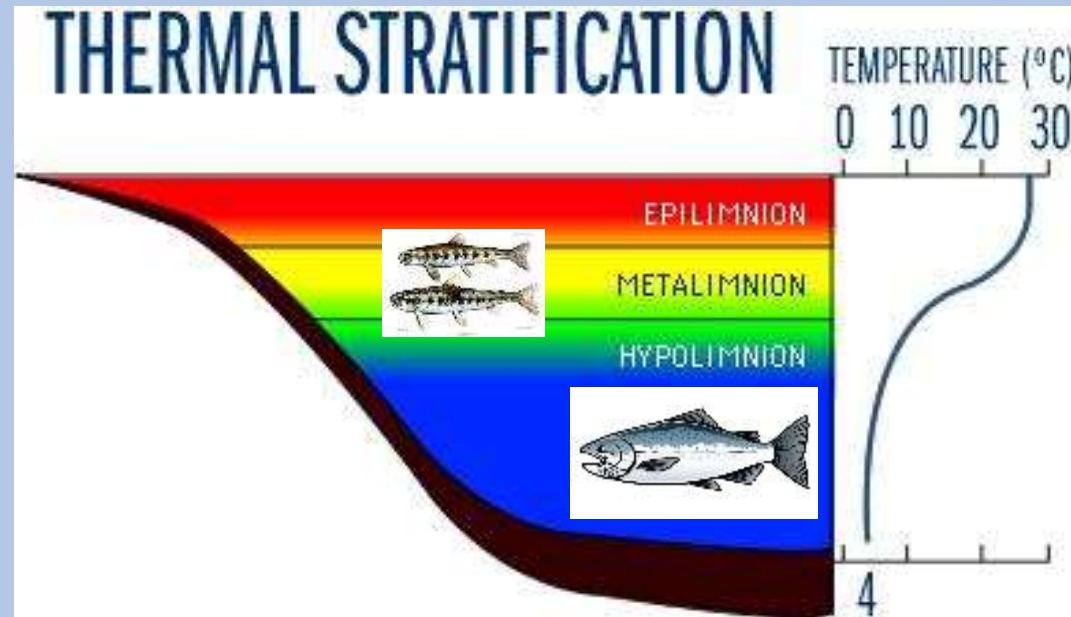 THERMAL STRATIFICATION
TEMPERATURE (°C)
0 10 20 30
EPILIMNION
METALIMNION
HYPOLIMNION
4